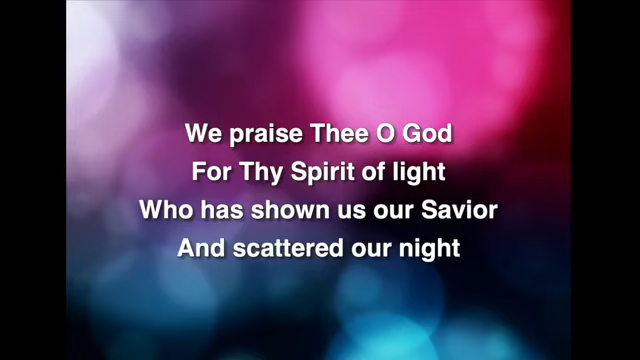 We praise Thee O God
For Thy Spirit of light
Who has shown us our Savior
And scattered our night